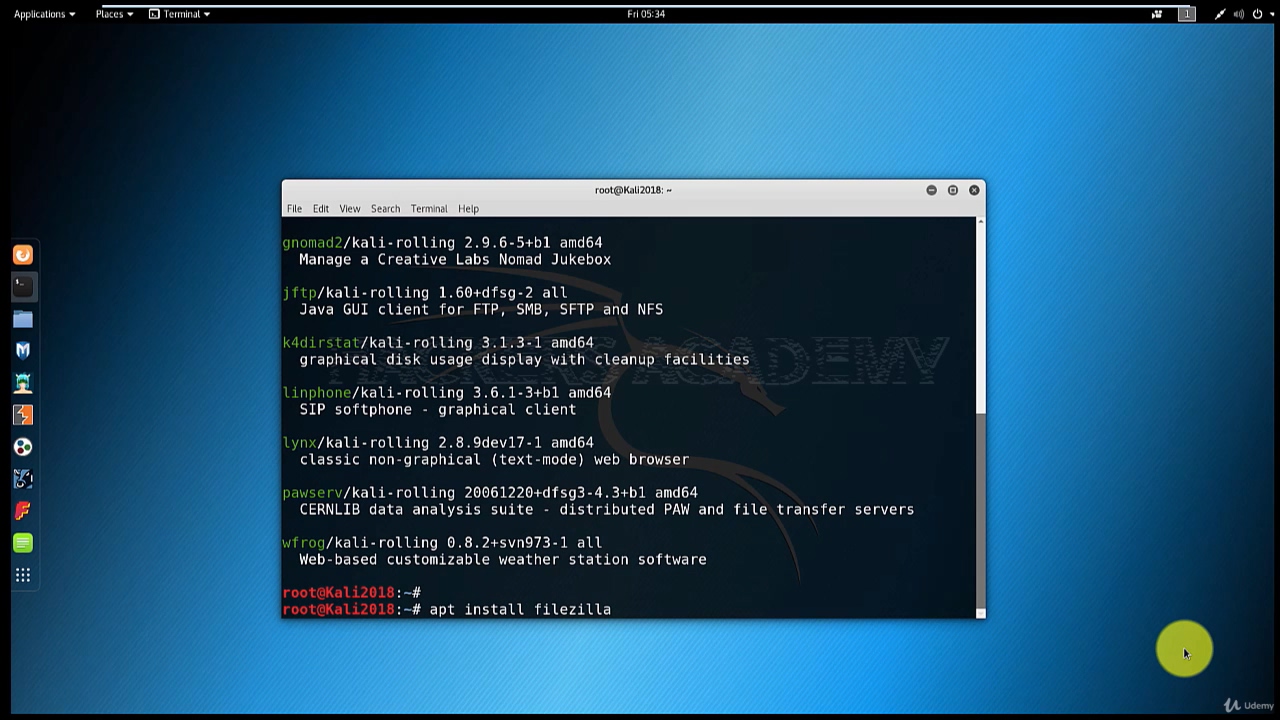 Applications Places Terminal Fri 05:34 1
root@Kali2018: ~
File Edit View Search Terminal Help
gnomad2/kali-rolling 2.9.6-5+b1 amd64
Manage a Creative Labs Nomad Jukebox
jftp/kali-rolling 1.60+dfsg-2 all
Java GUI client for FTP, SMB, SFTP and NFS
k4dirstat/kali-rolling 3.1.3-1 amd64
graphical disk usage display with cleanup facilities
HACKERS ACADEMY
linphone/kali-rolling 3.6.1-3+b1 amd64
SIP softphone - graphical client
lynx/kali-rolling 2.8.9dev17-1 amd64
classic non-graphical (text-mode) web browser
pawserv/kali-rolling 20061220+dfsg3-4.3+b1 amd64
CERNLIB data analysis suite - distributed PAW and file transfer servers
wfrog/kali-rolling 0.8.2+svn973-1 all
Web-based customizable weather station software
root@Kali2018:~#
root@Kali2018:~# apt install filezilla
Udemy